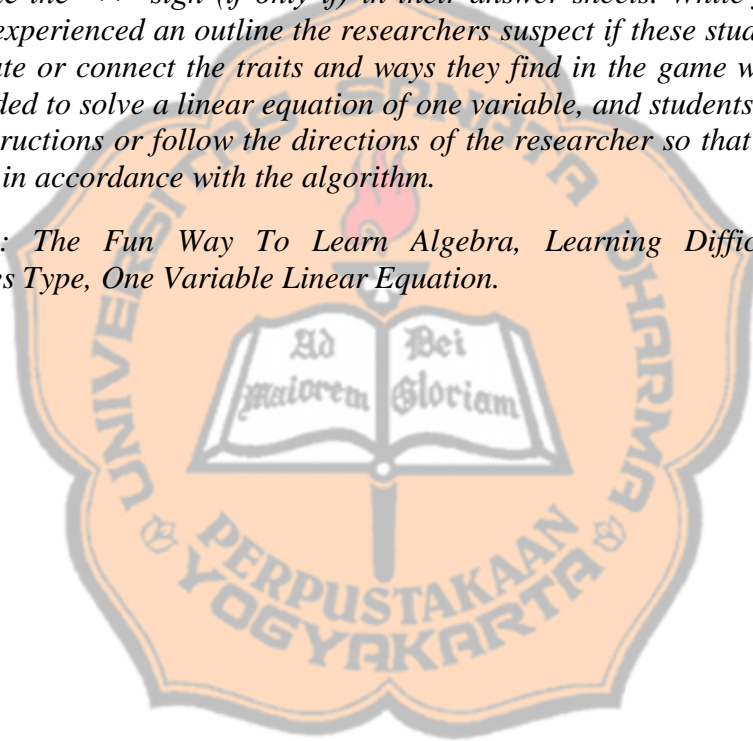 sign (if only if) in their answer sheets. While
experienced an outline the researchers suspect if these stud
ate or connect the traits and ways they find in the game w
ded to solve a linear equation of one variable, and students
ructions or follow the directions of the researcher so that
in accordance with the algorithm.
: The Fun Way To Learn Algebra, Learning Diffic
es Type, One Variable Linear Equation.
UNIVERSITAS SANATA DHARMA
Ad Dei
Maiorem Gloriam
PERPUSTAKAAN
YOGYAKARTA